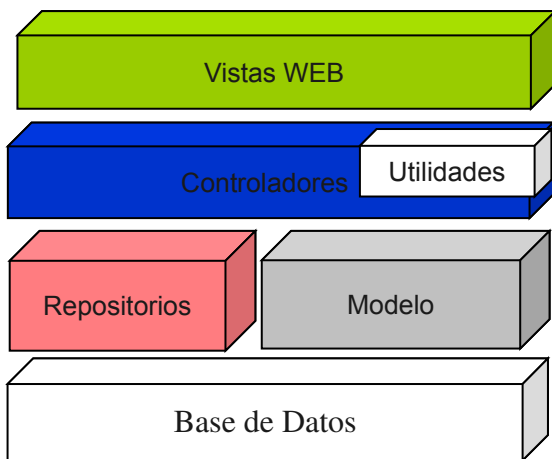 Vistas WEB
Controladores
Utilidades
Repositorios
Modelo
Base de Datos